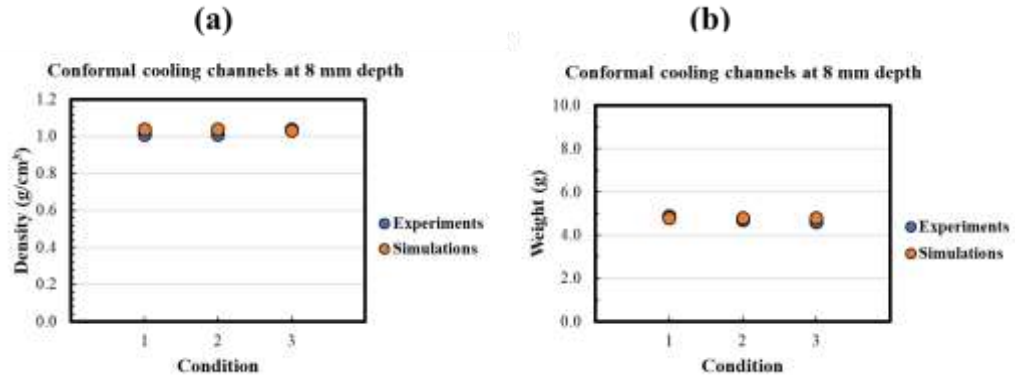 (a)
Conformal cooling channels at 8 mm depth
1.2
1.0
0.8
0.6
0.4
0.2
0.0
Density (g/cm³)
1 2 3
Condition
Experiments
Simulations
(b)
Conformal cooling channels at 8 mm depth
10.0
8.0
6.0
4.0
2.0
0.0
Weight (g)
1 2 3
Condition
Experiments
Simulations